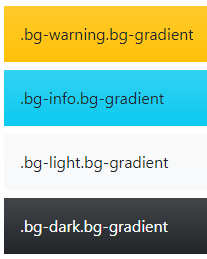 .bg-warning.bg-gradient
.bg-info.bg-gradient
.bg-light.bg-gradient
.bg-dark.bg-gradient